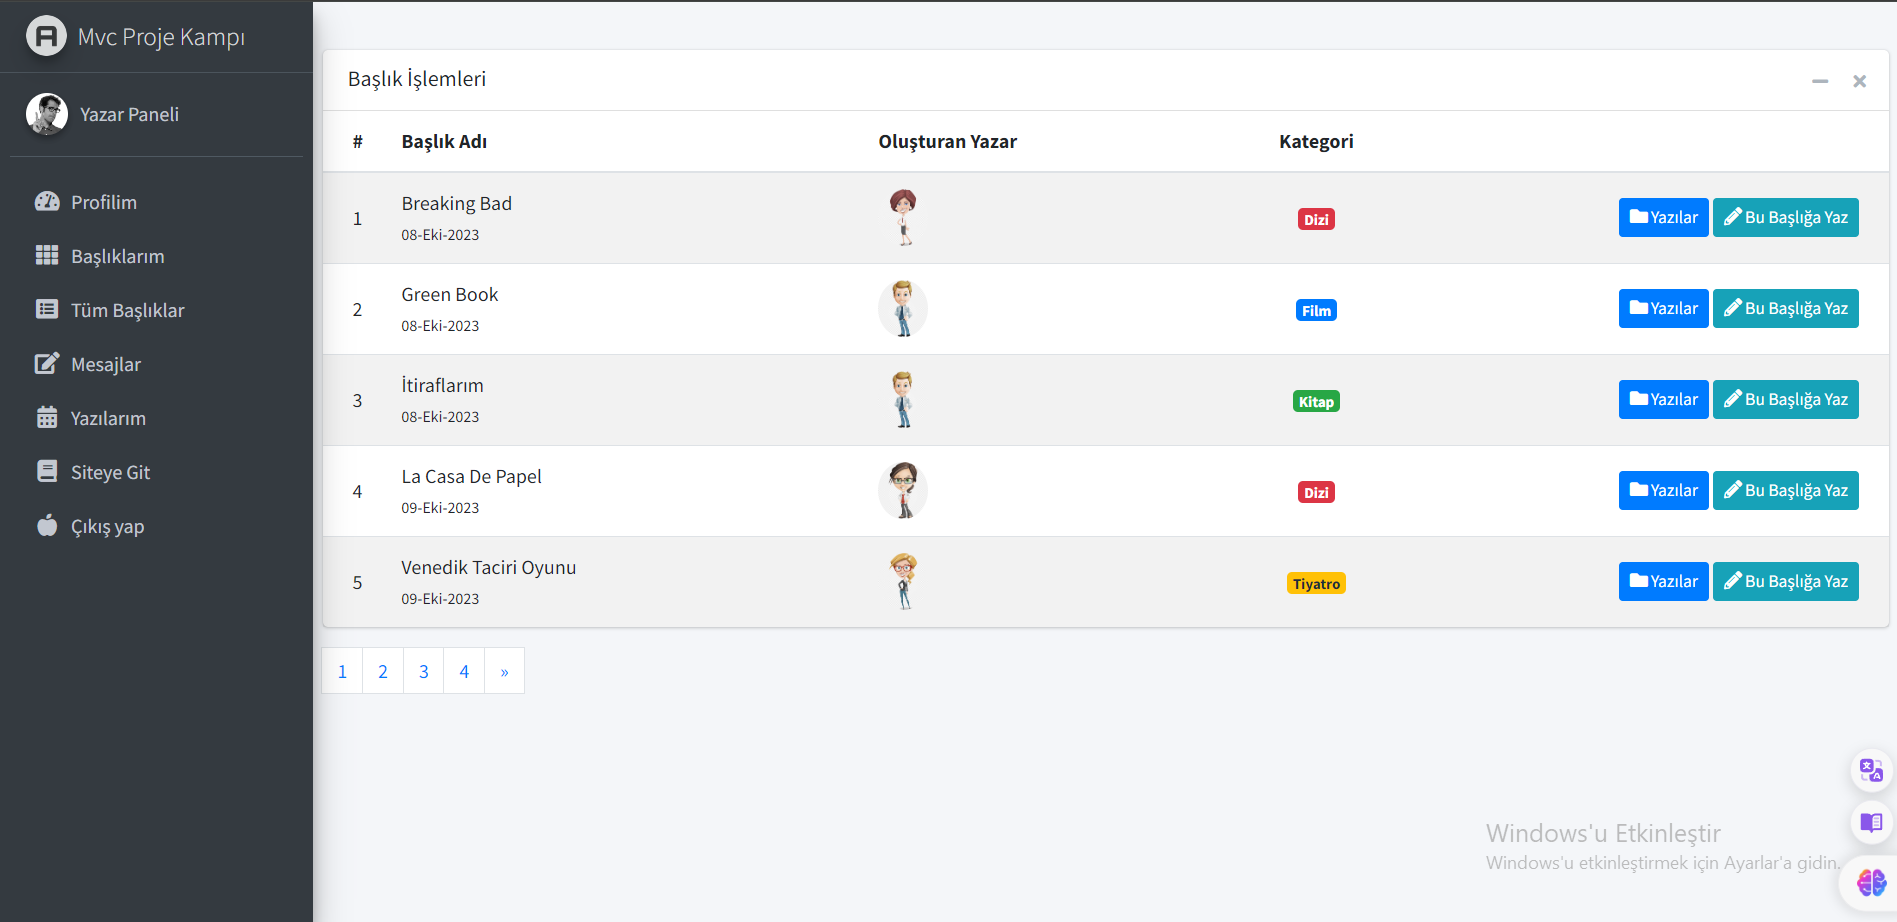 Mvc Proje Kampı
Yazar Paneli
Profilim
Başlıklarım
Tüm Başlıklar
Mesajlar
Yazılarım
Siteye Git
Çıkış yap
Başlık İşlemleri
# Başlık Adı Oluşturan Yazar Kategori
1 Breaking Bad 08-Eki-2023 Dizi Yazılar Bu Başlığa Yaz
2 Green Book 08-Eki-2023 Film Yazılar Bu Başlığa Yaz
3 İtiraflarım 08-Eki-2023 Kitap Yazılar Bu Başlığa Yaz
4 La Casa De Papel 09-Eki-2023 Dizi Yazılar Bu Başlığa Yaz
5 Venedik Taciri Oyunu 09-Eki-2023 Tiyatro Yazılar Bu Başlığa Yaz
1 2 3 4 »
Windows'u Etkinleştir
Windows'u etkinleştirmek için Ayarlar'a gidin.